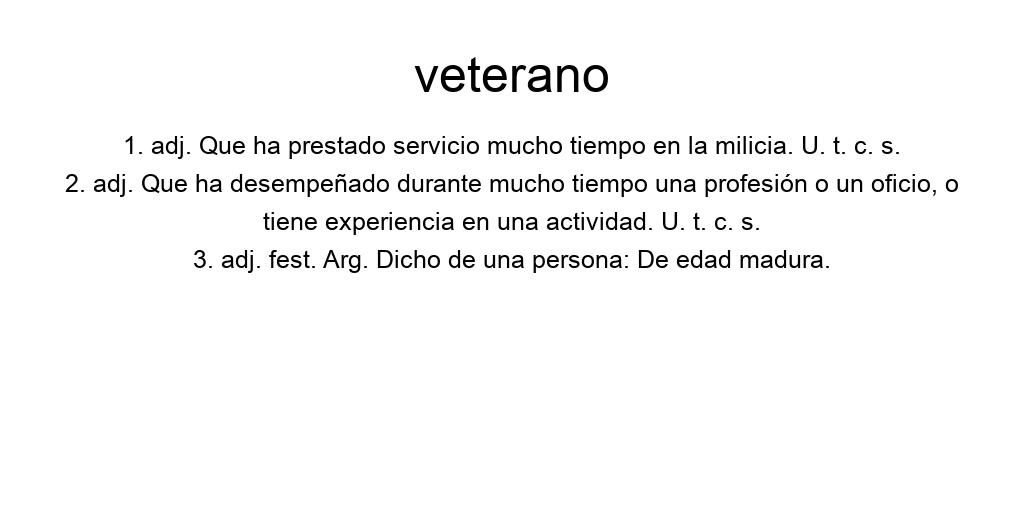 veterano
1. adj. Que ha prestado servicio mucho tiempo en la milicia. U. t. c. s.
2. adj. Que ha desempeñado durante mucho tiempo una profesión o un oficio, o
tiene experiencia en una actividad. U. t. c. s.
3. adj. fest. Arg. Dicho de una persona: De edad madura.